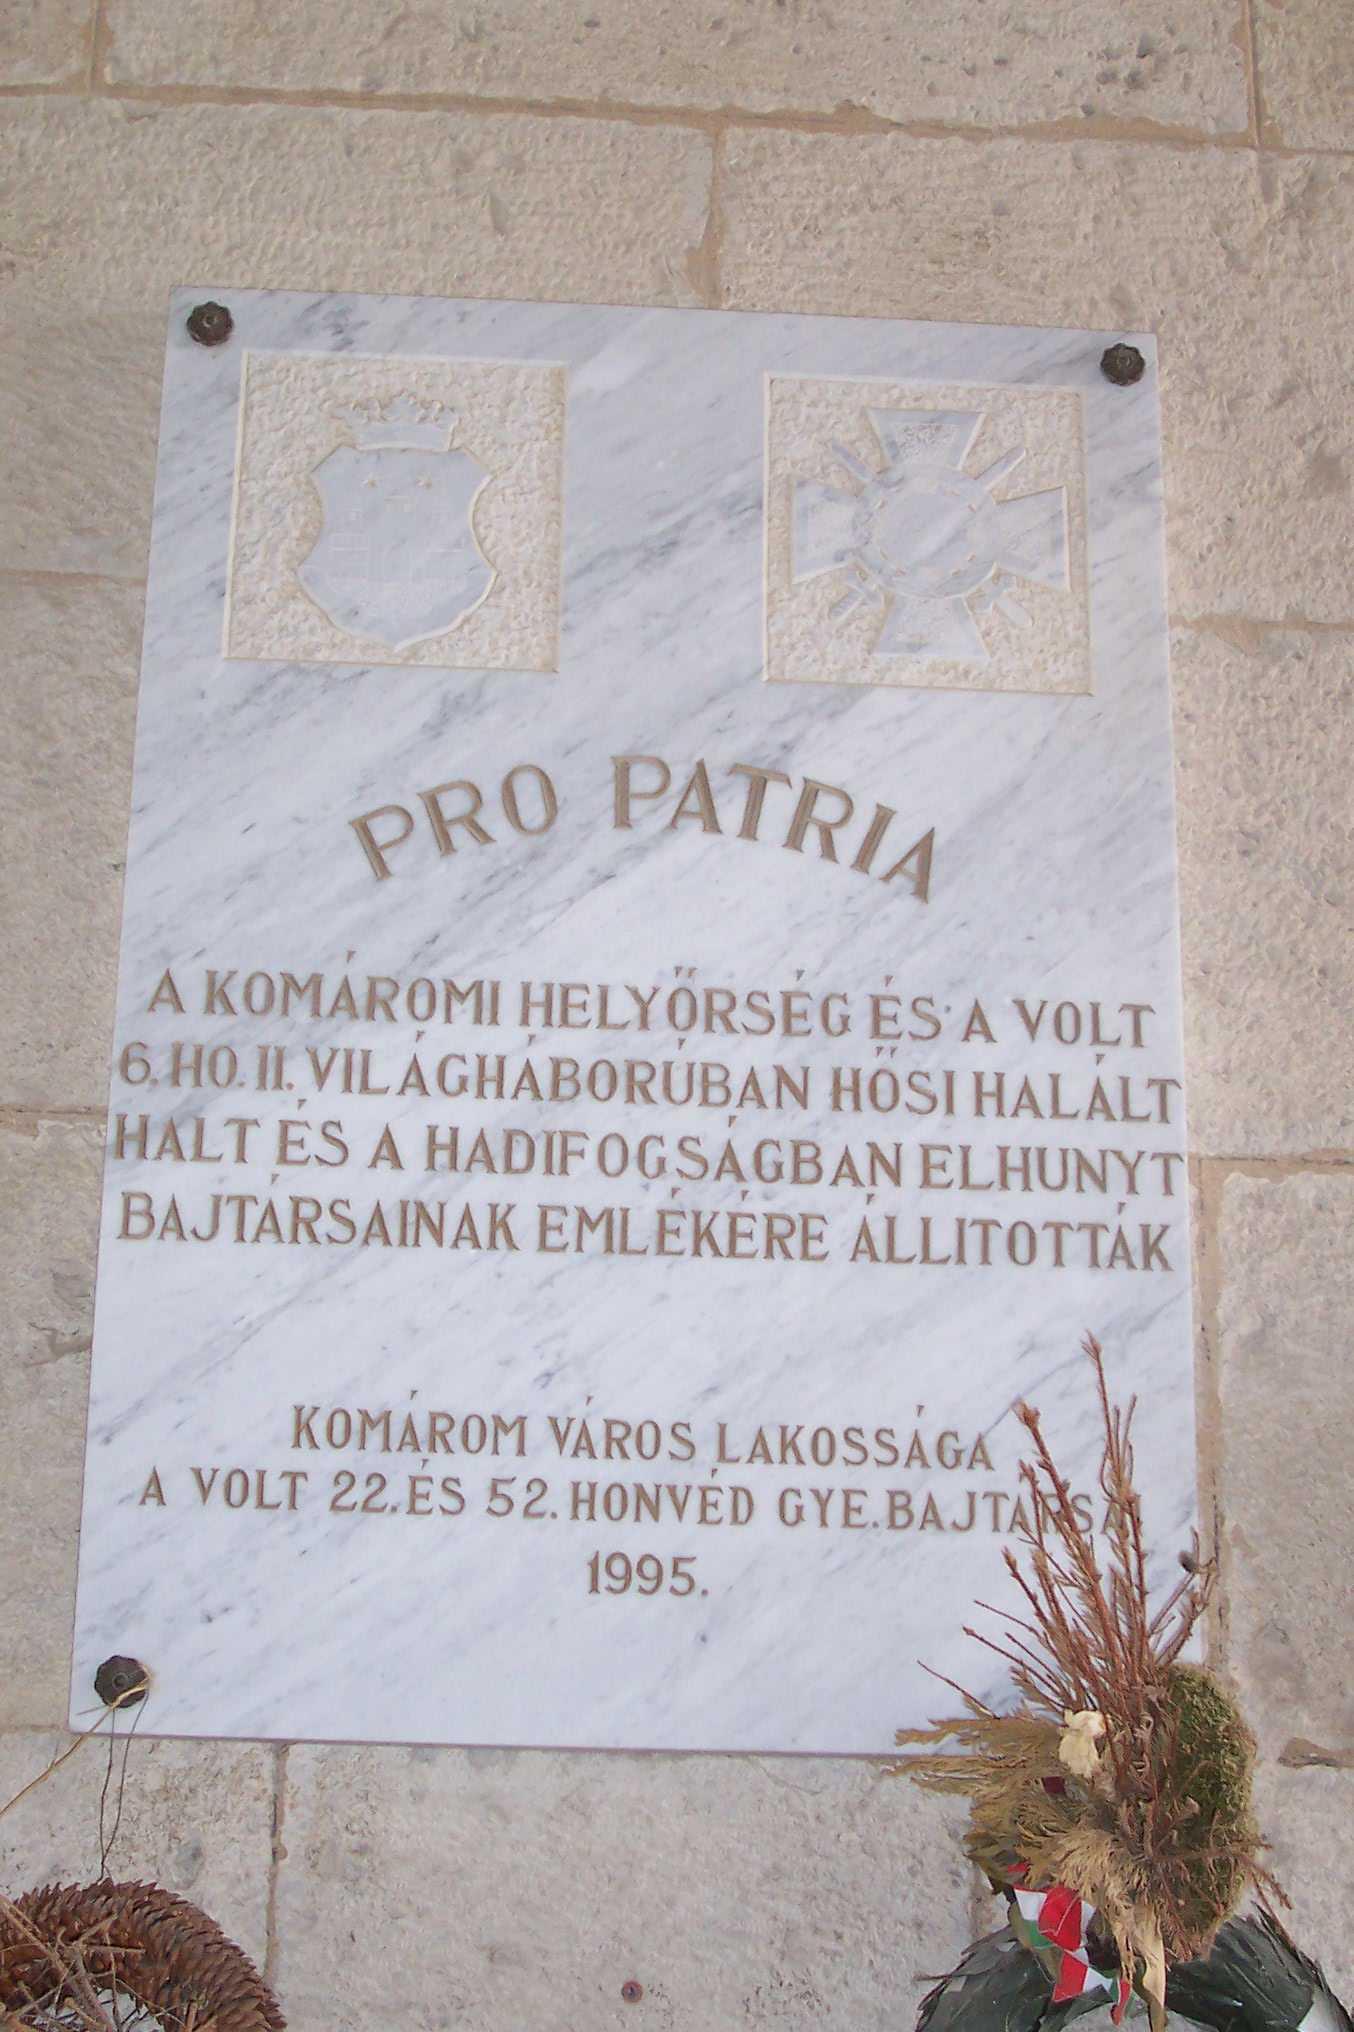 PRO PATRIA
A KOMÁROMI HELYŐRSÉG ÉS A VOLT
6. HO. II. VILÁGHÁBORÚBAN HŐSI HALÁLT
HALT ÉS A HADIFOGSÁGBAN ELHUNYT
BAJTÁRSAINAK EMLÉKÉRE ÁLLITOTTÁK
KOMÁROM VÁROS LAKOSSÁGA
A VOLT 22. ÉS 52. HONVÉD GYE. BAJTÁRSAI
1995.